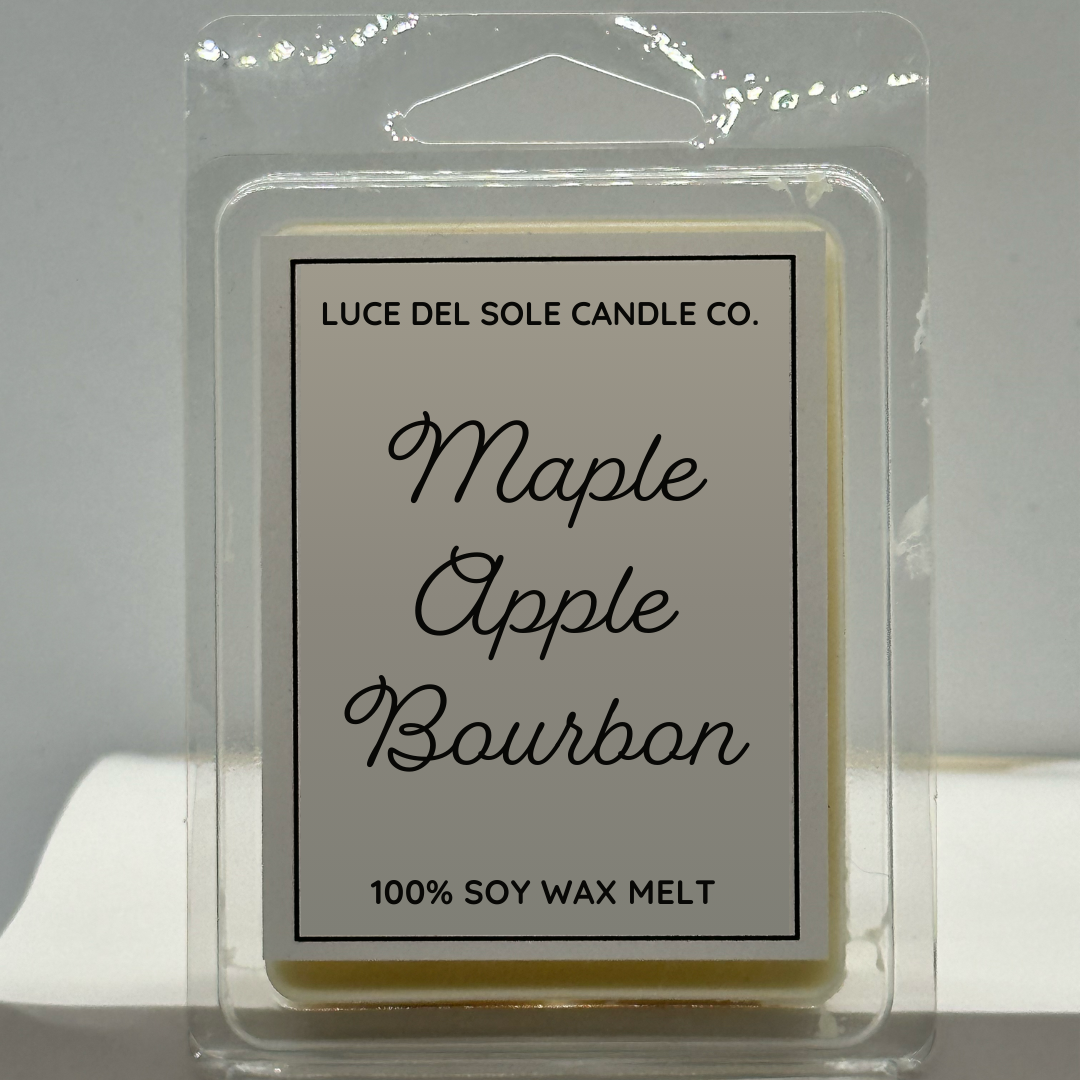 LUCE DEL SOLE CANDLE CO.
Maple
Apple
Bourbon
100% SOY WAX MELT